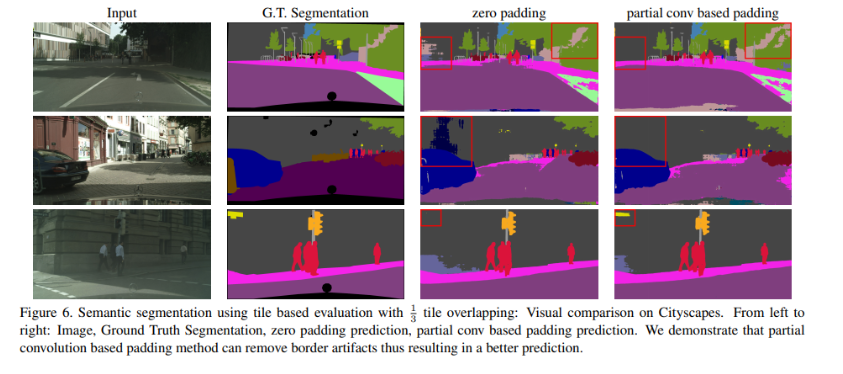 Input G.T. Segmentation zero padding partial conv based padding
Figure 6. Semantic segmentation using tile based evaluation with 1/3 tile overlapping: Visual comparison on Cityscapes. From left to
right: Image, Ground Truth Segmentation, zero padding prediction, partial conv based padding prediction. We demonstrate that partial
convolution based padding method can remove border artifacts thus resulting in a better prediction.